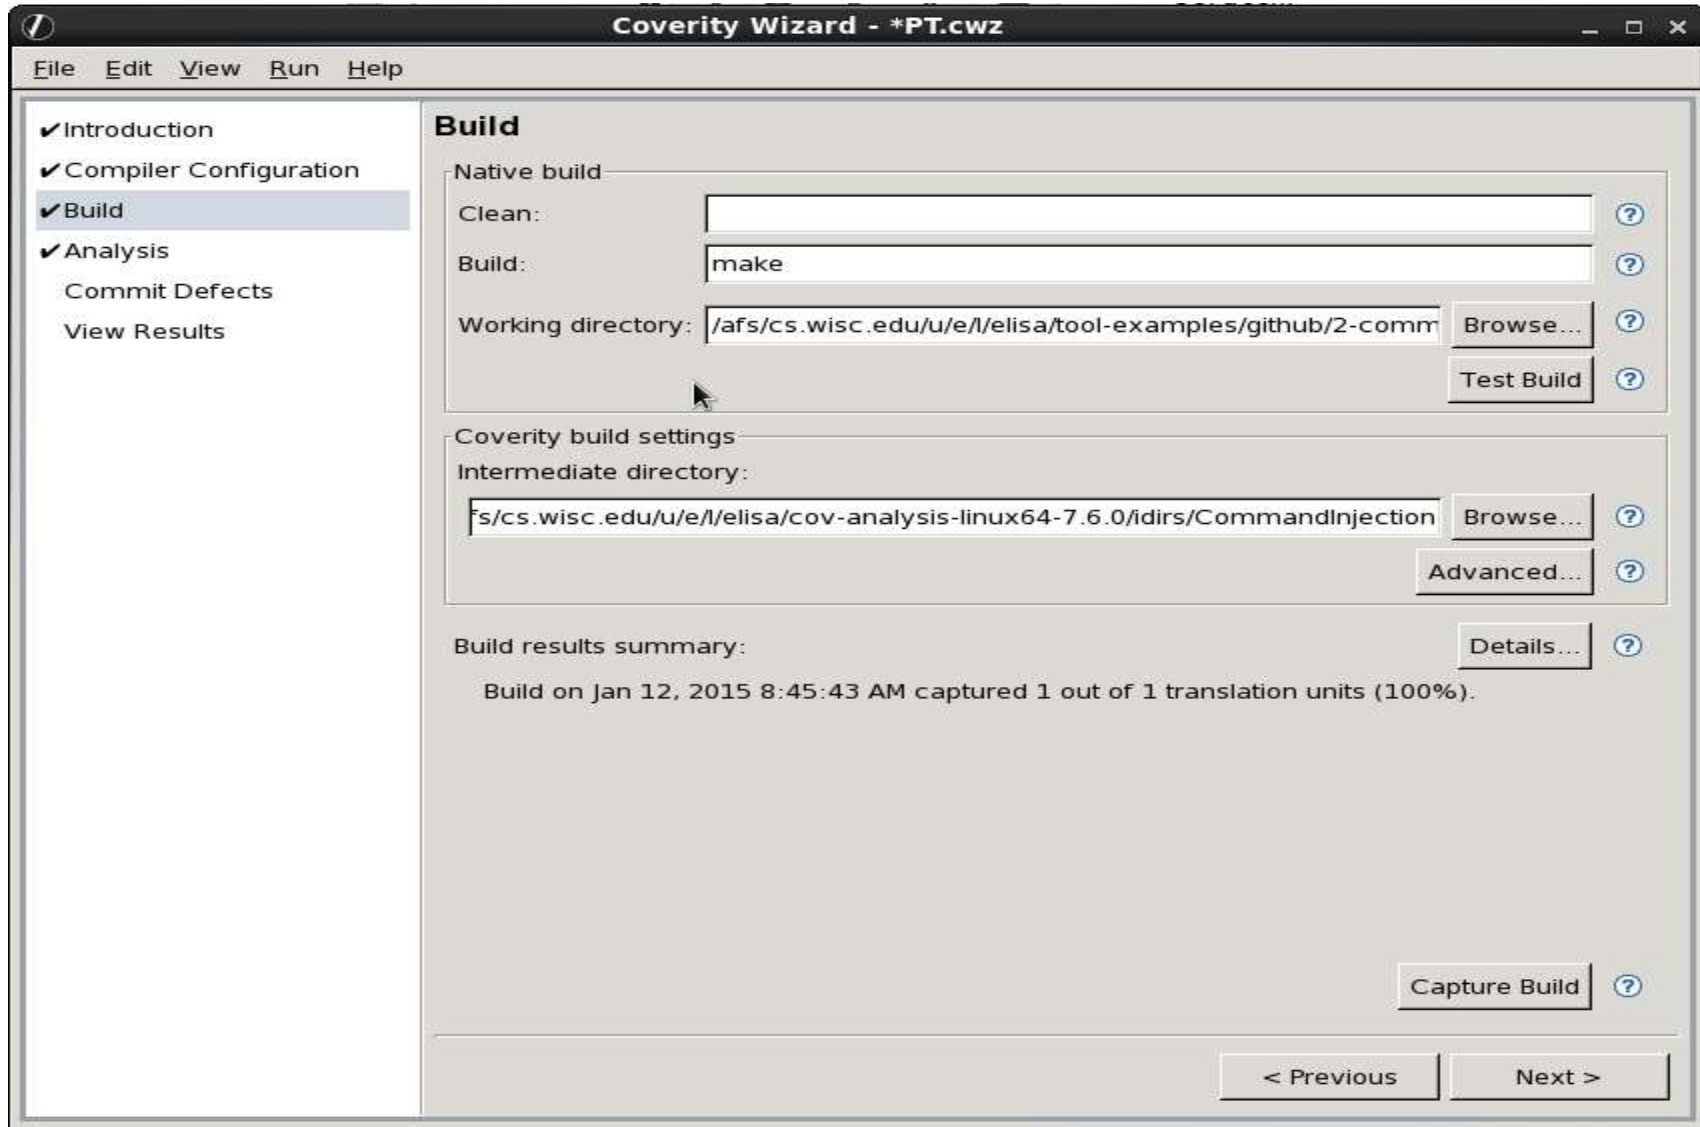 Coverity Wizard - *PT.cwz
File Edit View Run Help
✔Introduction
✔Compiler Configuration
✔Build
✔Analysis
Commit Defects
View Results
Build
Native build
Clean:
Build: make
Working directory: /afs/cs.wisc.edu/u/e/l/elisa/tool-examples/github/2-comm Browse...
Test Build
Coverity build settings
Intermediate directory:
fs/cs.wisc.edu/u/e/l/elisa/cov-analysis-linux64-7.6.0/idirs/CommandInjection Browse...
Advanced...
Build results summary: Details...
Build on Jan 12, 2015 8:45:43 AM captured 1 out of 1 translation units (100%).
Capture Build
< Previous Next >